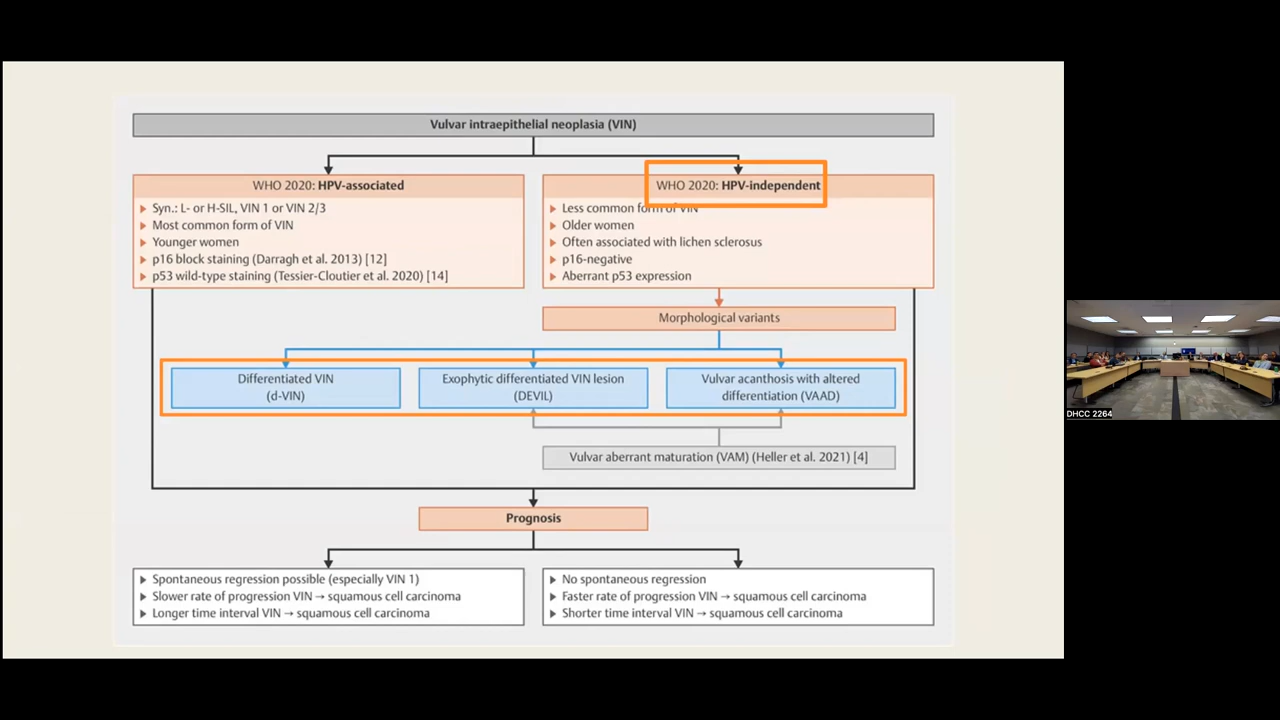 Vulvar intraepithelial neoplasia (VIN)
WHO 2020: HPV-associated
▶ Syn.: L- or H-SIL, VIN 1 or VIN 2/3
▶ Most common form of VIN
▶ Younger women
▶ p16 block staining (Darragh et al. 2013) [12]
▶ p53 wild-type staining (Tessier-Cloutier et al. 2020) [14]
WHO 2020: HPV-independent
▶ Less common form of VIN
▶ Older women
▶ Often associated with lichen sclerosus
▶ p16-negative
▶ Aberrant p53 expression
Morphological variants
Differentiated VIN
(d-VIN)
Exophytic differentiated VIN lesion
(DEVIL)
Vulvar acanthosis with altered
differentiation (VAAD)
Vulvar aberrant maturation (VAM) (Heller et al. 2021) [4]
Prognosis
▶ Spontaneous regression possible (especially VIN 1)
▶ Slower rate of progression VIN → squamous cell carcinoma
▶ Longer time interval VIN → squamous cell carcinoma
▶ No spontaneous regression
▶ Faster rate of progression VIN → squamous cell carcinoma
▶ Shorter time interval VIN → squamous cell carcinoma
DHCC 2264